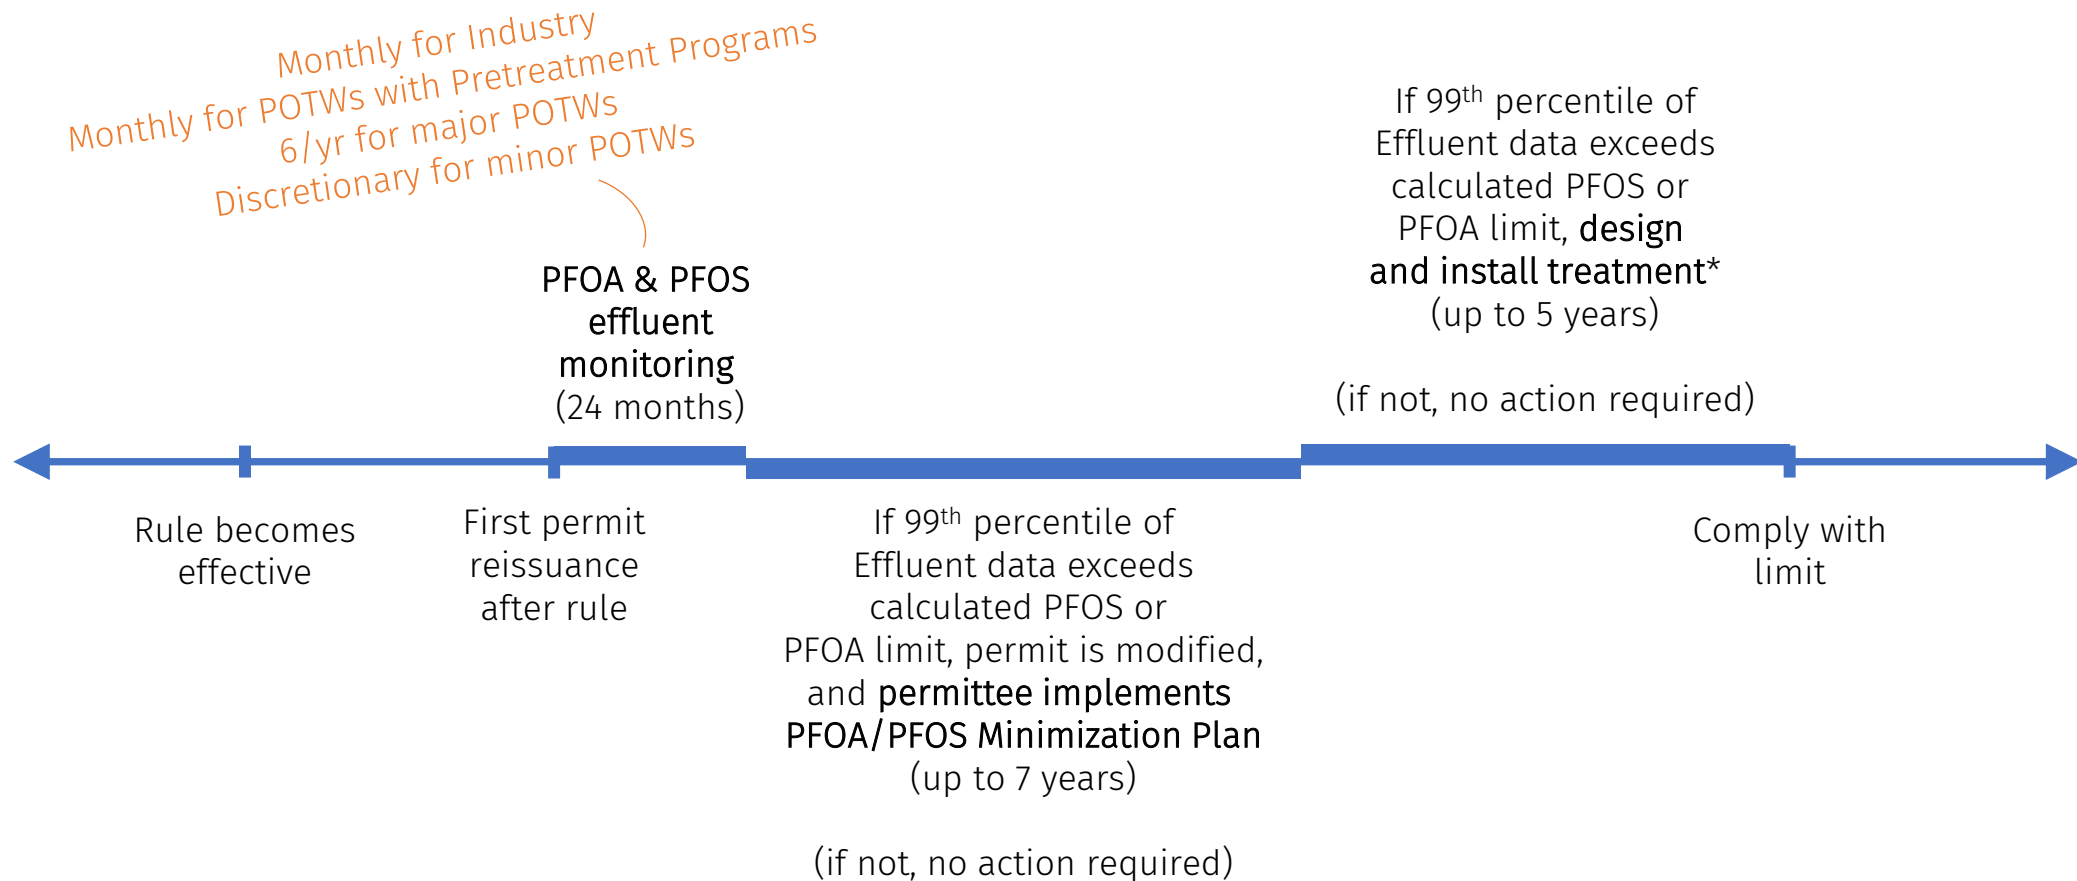 Monthly for Industry
Monthly for POTWs with Pretreatment Programs
6/yr for major POTWs
Discretionary for minor POTWs
PFOA & PFOS
effluent
monitoring
(24 months)
If 99th percentile of
Effluent data exceeds
calculated PFOS or
PFOA limit, design
and install treatment*
(up to 5 years)
(if not, no action required)
Rule becomes
effective
First permit
reissuance
after rule
If 99th percentile of
Effluent data exceeds
calculated PFOS or
PFOA limit, permit is modified,
and permittee implements
PFOA/PFOS Minimization Plan
(up to 7 years)
(if not, no action required)
Comply with
limit